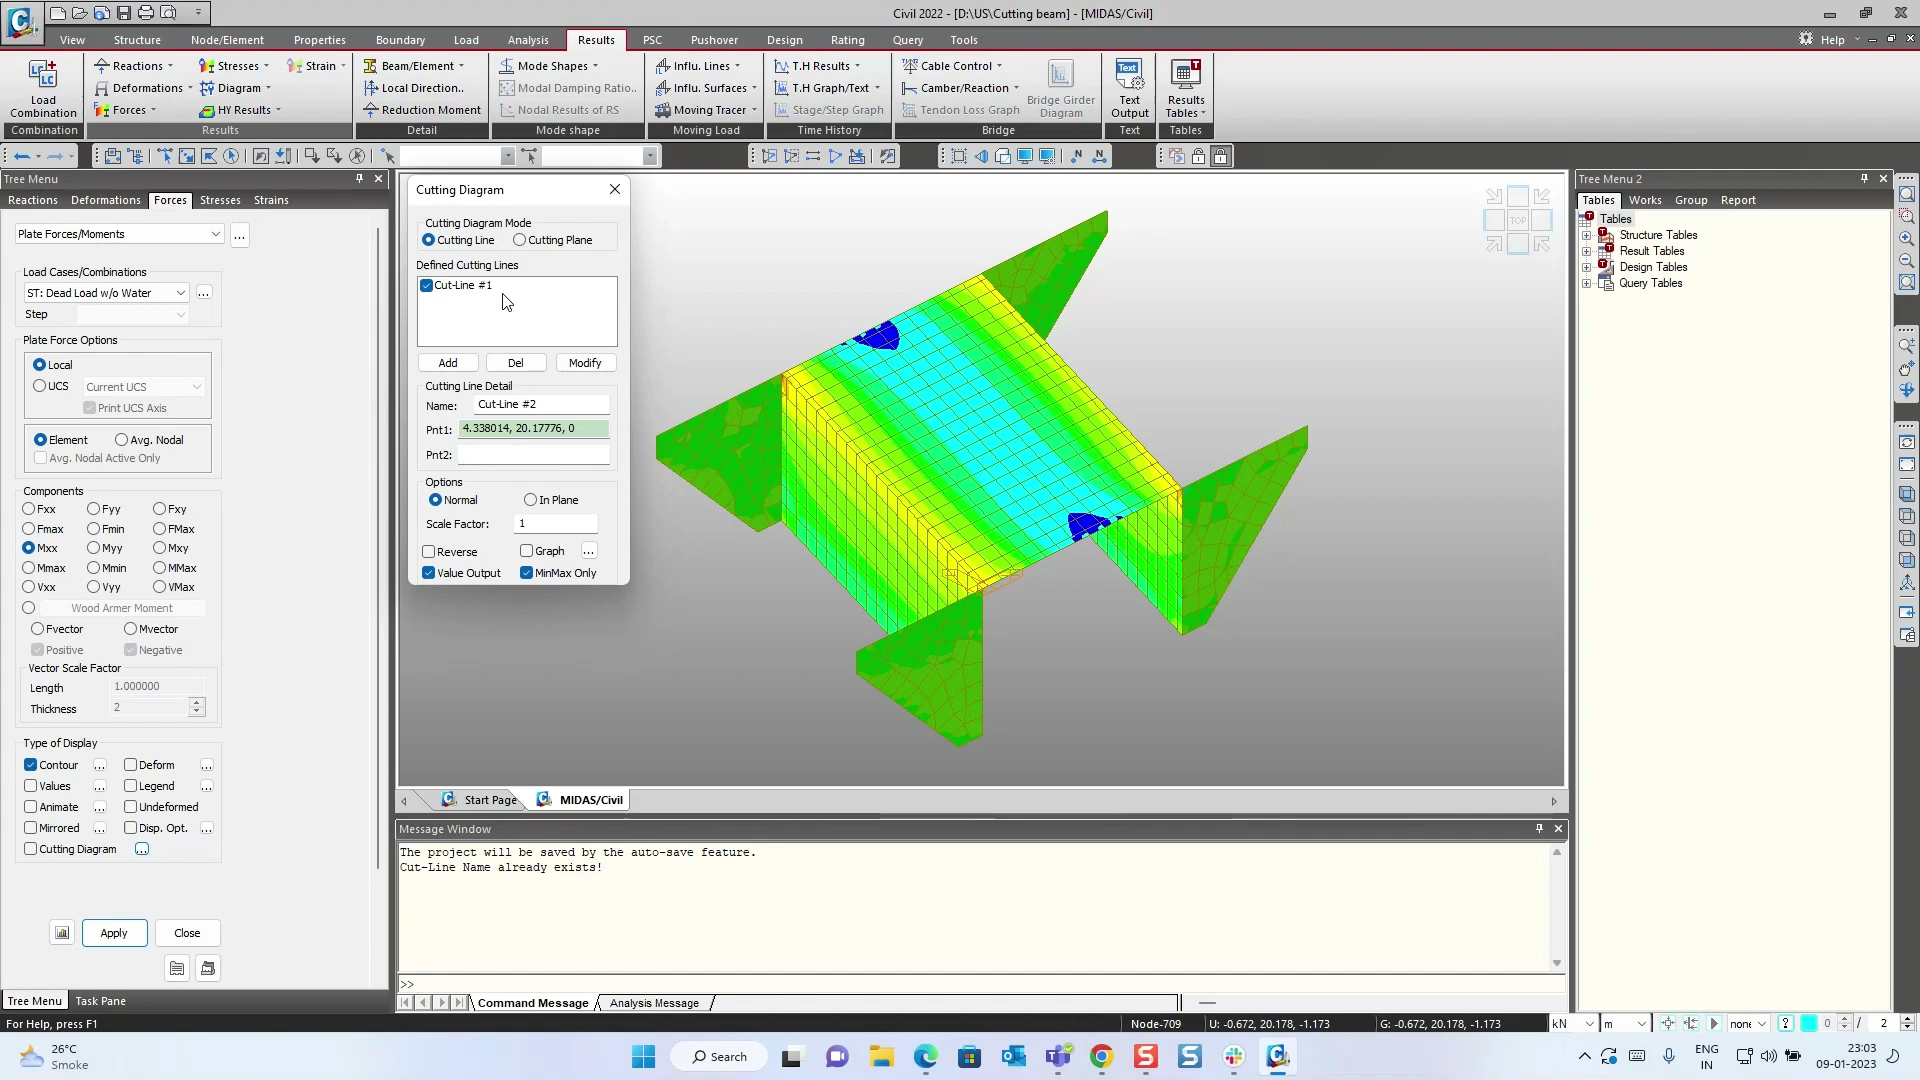 Civil 2022 - [D:\US\Cutting beam] - [MIDAS/Civil]
View Structure Node/Element Properties Boundary Load Analysis Results PSC Pushover Design Rating Query Tools Help
Load Combination
Combination
Reactions Stresses Strain
Deformations Diagram
Forces HY Results
Results
Beam/Element
Local Direction..
Reduction Moment
Detail
Mode Shapes
Modal Damping Ratio..
Nodal Results of RS
Mode shape
Influ. Lines
Influ. Surfaces
Moving Tracer
Moving Load
T.H Results
T.H Graph/Text
Stage/Step Graph
Time History
Cable Control
Camber/Reaction
Tendon Loss Graph
Bridge Girder Diagram
Bridge
Text Output
Text
Results Tables
Tables
Tree Menu
Reactions Deformations Forces Stresses Strains
Plate Forces/Moments ...
Load Cases/Combinations
ST: Dead Load w/o Water ...
Step
Plate Force Options
Local
UCS Current UCS
Print UCS Axis
Element Avg. Nodal
Avg. Nodal Active Only
Components
Fxx Fyy Fxy
Fmax Fmin FMax
Mxx Myy Mxy
Mmax Mmin MMax
Vxx Vyy VMax
Wood Armer Moment
Fvector Mvector
Positive Negative
Vector Scale Factor
Length 1.000000
Thickness 2
Type of Display
Contour ... Deform ...
Values ... Legend ...
Animate ... Undeformed
Mirrored ... Disp. Opt. ...
Cutting Diagram ...
Apply Close
Tree Menu Task Pane
Cutting Diagram
Cutting Diagram Mode
Cutting Line Cutting Plane
Defined Cutting Lines
Cut-Line #1
Add Del Modify
Cutting Line Detail
Name: Cut-Line #2
Pnt1: 4.338014, 20.17776, 0
Pnt2:
Options
Normal In Plane
Scale Factor: 1
Reverse Graph ...
Value Output MinMax Only
TOP
Start Page MIDAS/Civil
Message Window
The project will be saved by the auto-save feature.
Cut-Line Name already exists!
>>
Command Message Analysis Message
Tree Menu 2
Tables Works Group Report
Tables
Structure Tables
Result Tables
Design Tables
Query Tables
For Help, press F1
Node-709 U: -0.672, 20.178, -1.173 G: -0.672, 20.178, -1.173 kN m none ? 0 / 2
26°C
Smoke
Search
ENG
IN
23:03
09-01-2023